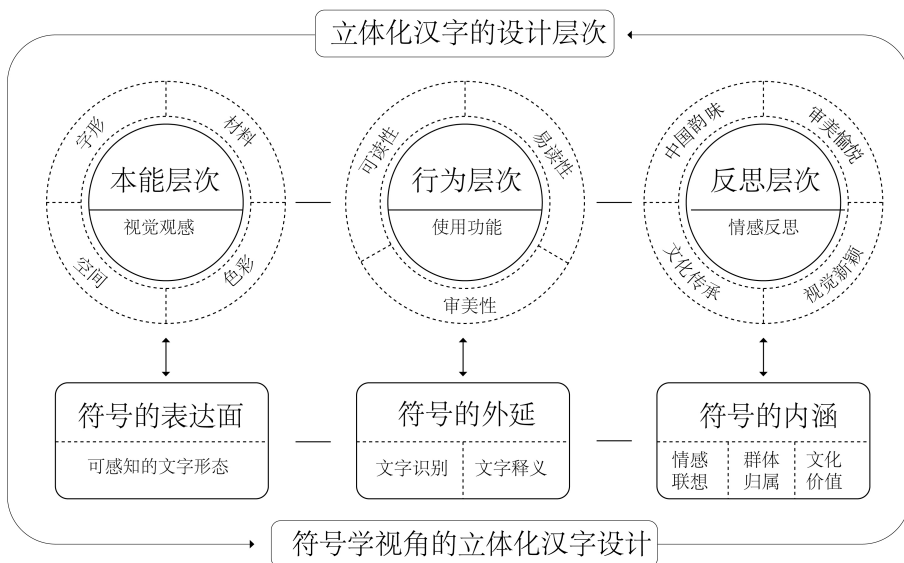 立体化汉字的设计层次
字形
材料
本能层次
视觉观感
空间
色彩
可读性
易读性
行为层次
使用功能
审美性
中国韵味
审美愉悦
反思层次
情感反思
文化传承
视觉新颖
符号的表达面
可感知的文字形态
符号的外延
文字识别
文字释义
符号的内涵
情感
联想
群体
归属
文化
价值
符号学视角的立体化汉字设计